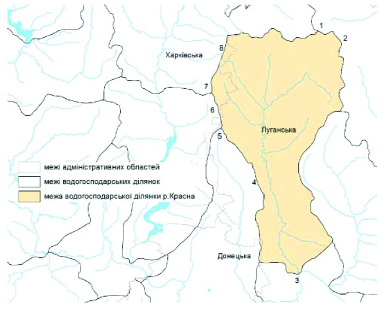 1
2
8
Харківська
7
6
Луганська
5
межі адміністративних областей
межі водогосподарських ділянок
4
межа водогосподарської ділянки р.Красна
Донецька
3